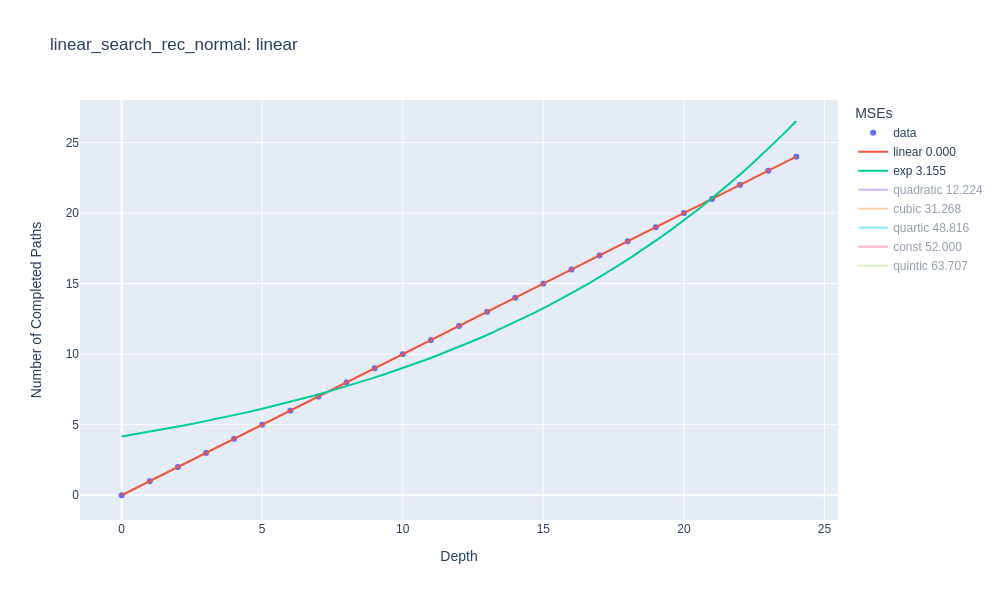 linear_search_rec_normal: linear
MSEs
data
linear 0.000
exp 3.155
quadratic 12.224
cubic 31.268
quartic 48.816
const 52.000
quintic 63.707
Number of Completed Paths
25
20
15
10
5
0
0 5 10 15 20 25
Depth